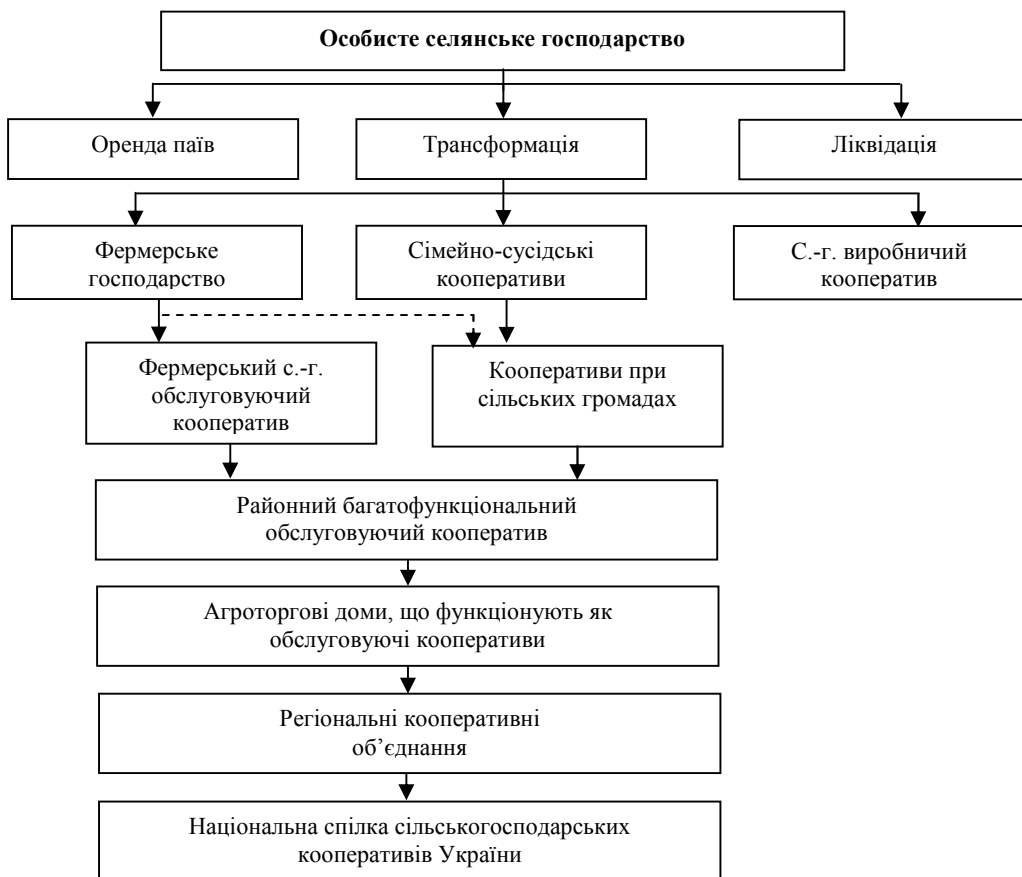 Особисте селянське господарство
Оренда паїв
Трансформація
Ліквідація
Фермерське
господарство
Сімейно-сусідські
кооперативи
С.-г. виробничий
кооператив
Фермерський с.-г.
обслуговуючий
кооператив
Кооперативи при
сільських громадах
Районний багатофункціональний
обслуговуючий кооператив
Агроторгові доми, що функціонують як
обслуговуючі кооперативи
Регіональні кооперативні
об’єднання
Національна спілка сільськогосподарських
кооперативів України